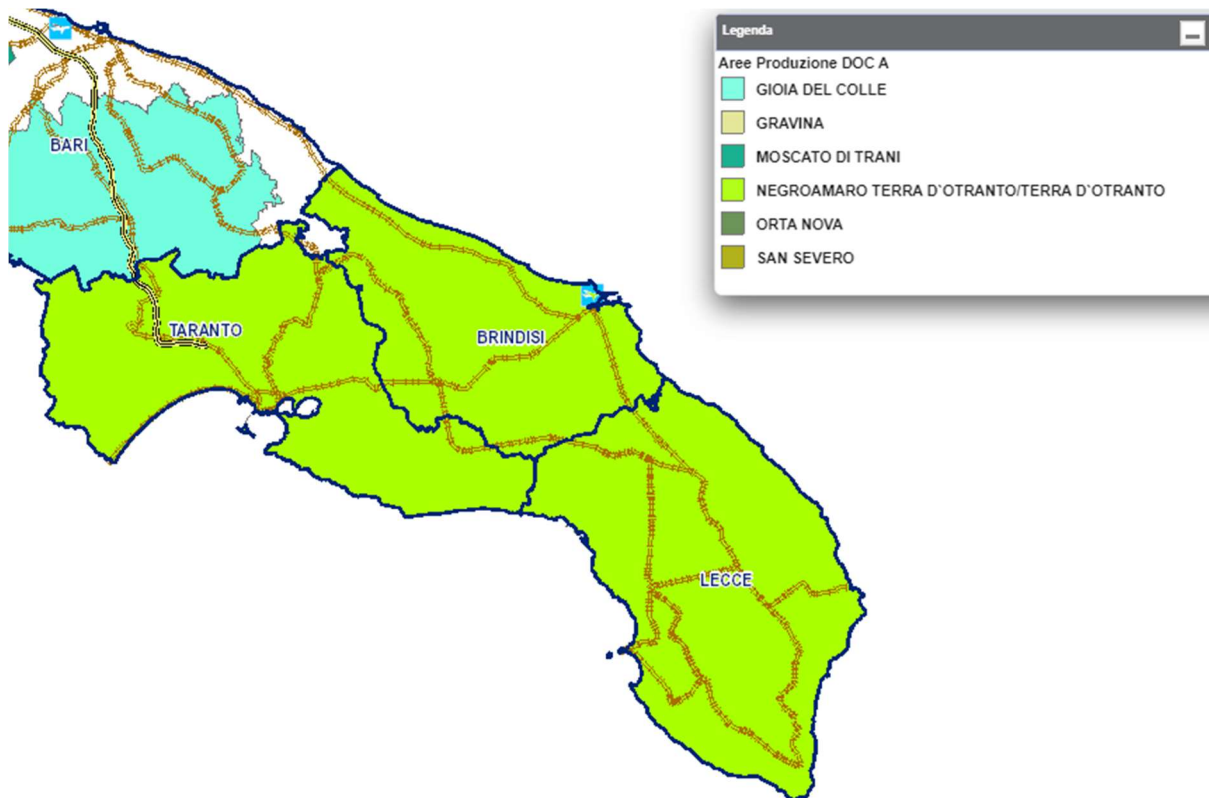 Legenda
Aree Produzione DOC A
GIOIA DEL COLLE
GRAVINA
MOSCATO DI TRANI
NEGROAMARO TERRA D`OTRANTO/TERRA D`OTRANTO
ORTA NOVA
SAN SEVERO
BARI
TARANTO
BRINDISI
LECCE